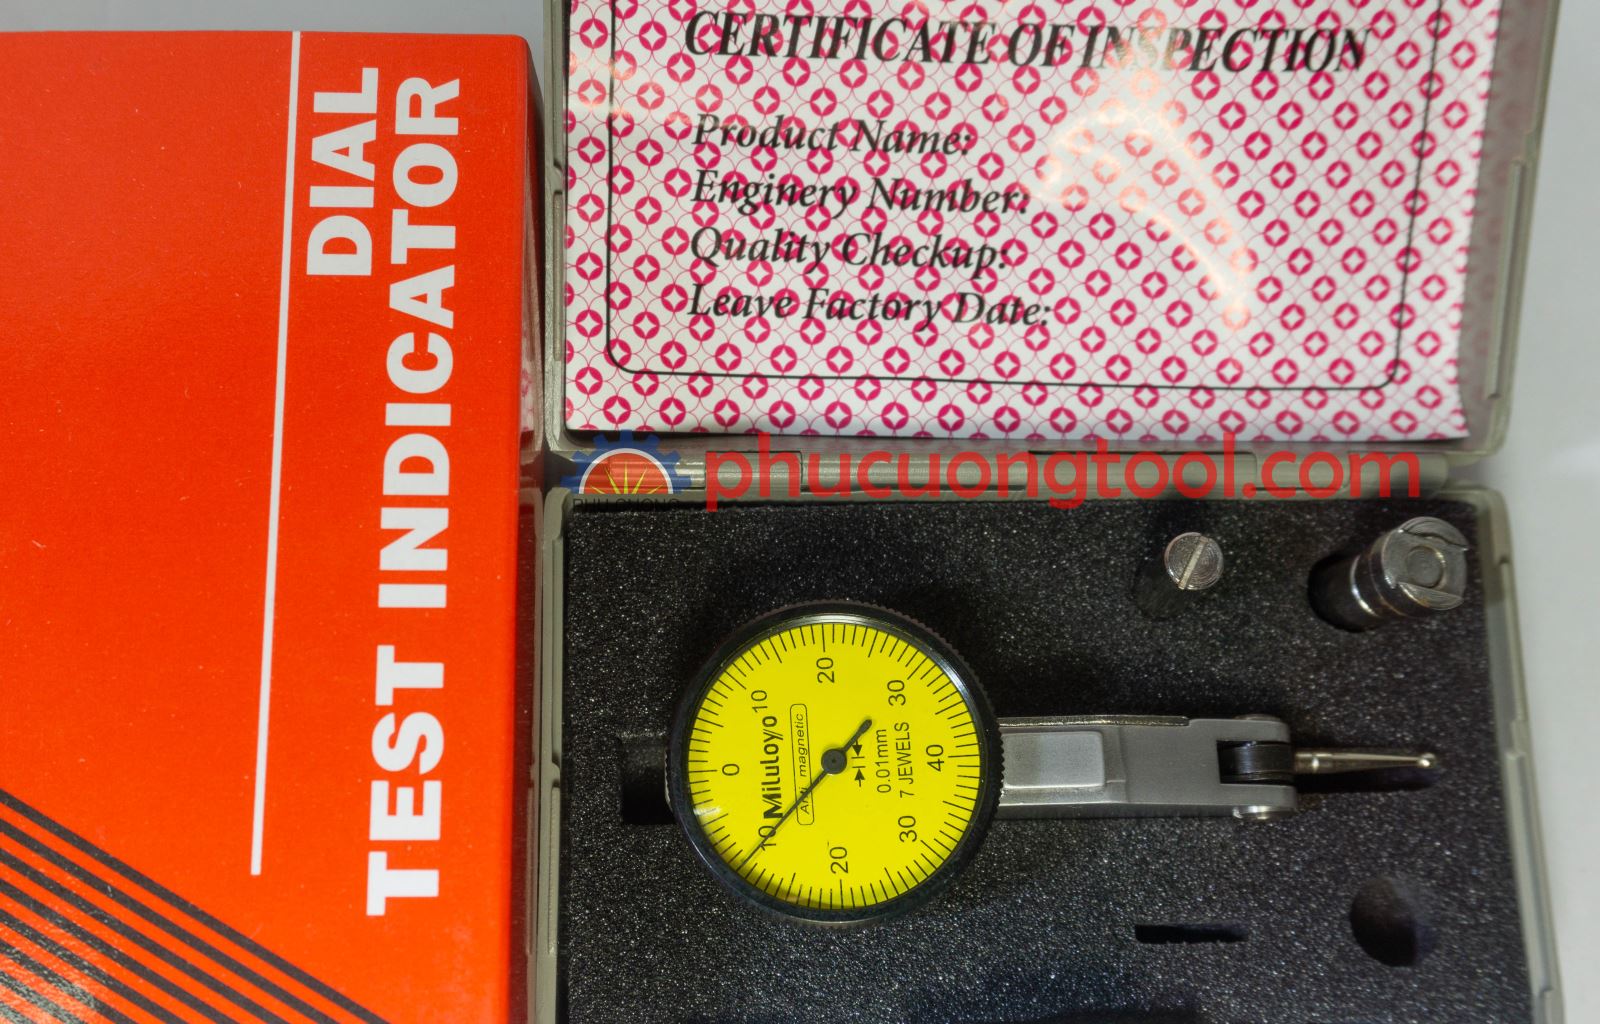 DIAL
TEST INDICATOR
CERTIFICATE OF INSPECTION
Product Name:
Enginery Number:
Quality Checkup:
Leave Factory Date:
phucuongtool.com
0
10
20
30
40
30
20
10
Miluloyo
magnetic
0.01mm
7 JEWELS